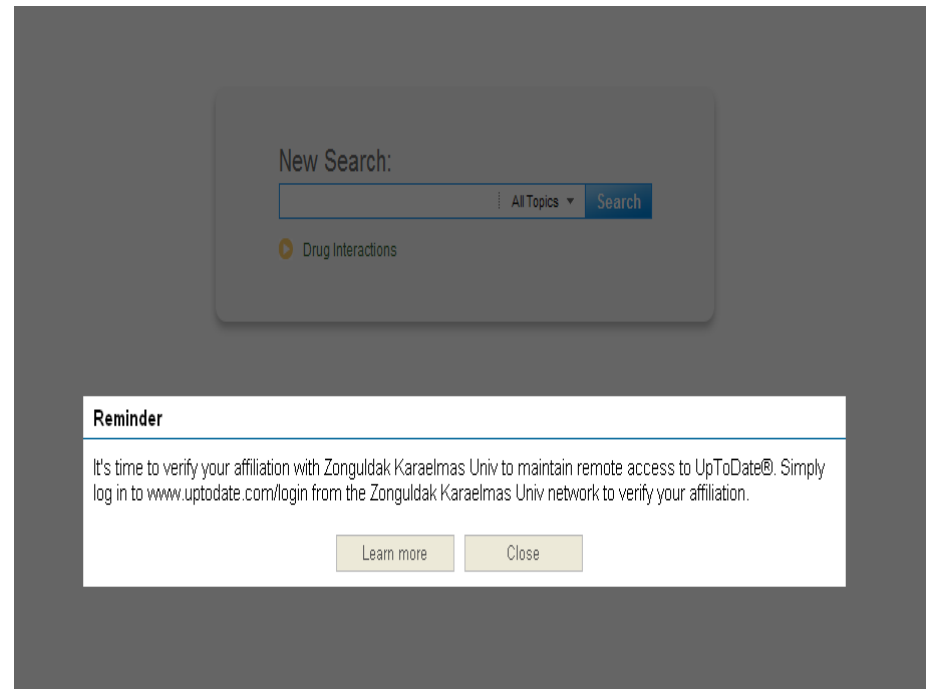 New Search:
All Topics
Search
Drug Interactions
Reminder
It's time to verify your affiliation with Zonguldak Karaelmas Univ to maintain remote access to UpToDate®. Simply
log in to www.uptodate.com/login from the Zonguldak Karaelmas Univ network to verify your affiliation.
Learn more
Close